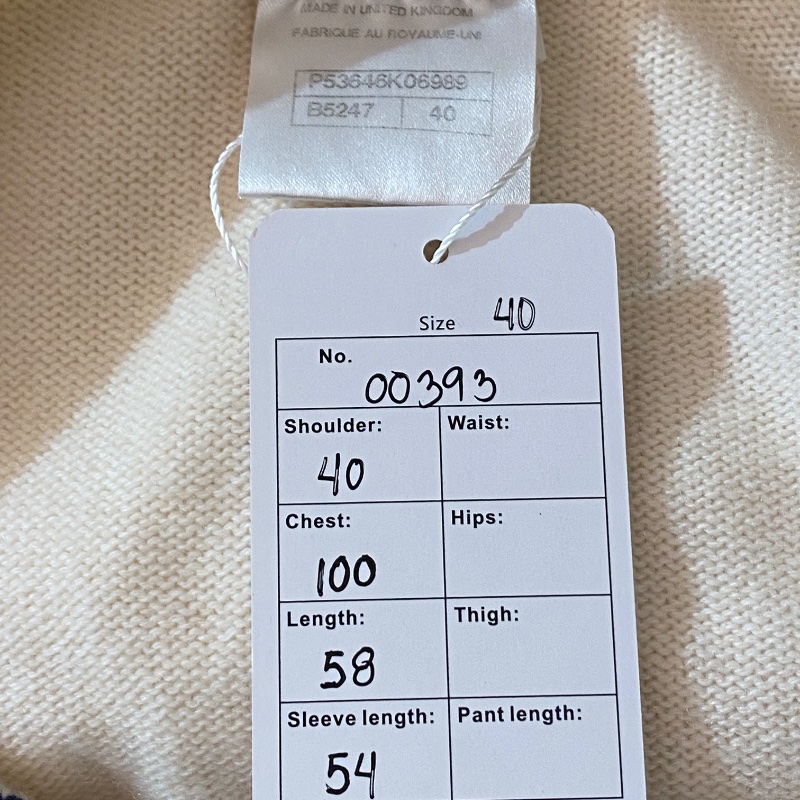 MADE IN UNITED KINGDOM
FABRIQUÉ AU ROYAUME-UNI
P53646K06989
B5247 40
Size 40
No.
00393
Shoulder: Waist:
40
Chest: Hips:
100
Length: Thigh:
58
Sleeve length: Pant length:
54